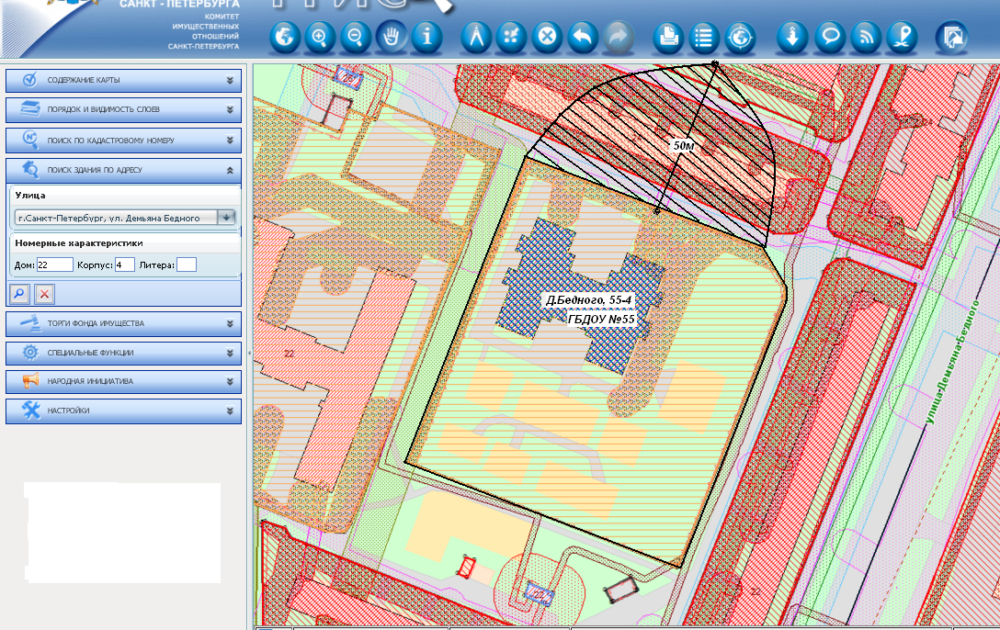 САНКТ - ПЕТЕРБУРГА
КОМИТЕТ
ИМУЩЕСТВЕННЫХ
ОТНОШЕНИЙ
САНКТ-ПЕТЕРБУРГА
СОДЕРЖАНИЕ КАРТЫ
ПОРЯДОК И ВИДИМОСТЬ СЛОЕВ
ПОИСК ПО КАДАСТРОВОМУ НОМЕРУ
ПОИСК ЗДАНИЯ ПО АДРЕСУ
Улица
г.Санкт-Петербург, ул. Демьяна Бедного
Номерные характеристики
Дом: 22 Корпус: 4 Литера:
ТОРГИ ФОНДА ИМУЩЕСТВА
СПЕЦИАЛЬНЫЕ ФУНКЦИИ
НАРОДНАЯ ИНИЦИАТИВА
НАСТРОЙКИ
50м
24
Д.Бедного, 55-4
ГБДОУ №55
22
улица-Демьяна-Бедного
22